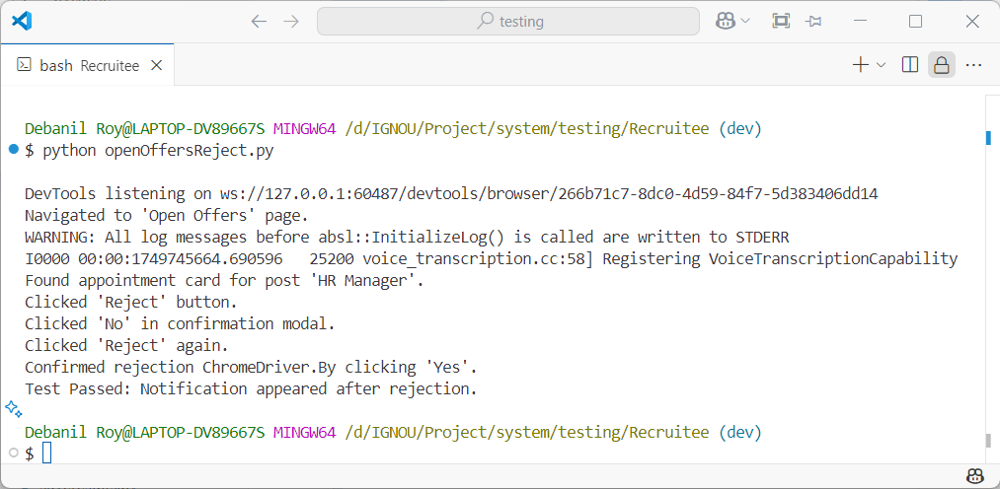 testing
bash Recruitee
Debanil Roy@LAPTOP-DV89667S MINGW64 /d/IGNOU/Project/system/testing/Recruitee (dev)
$ python openOffersReject.py
DevTools listening on ws://127.0.0.1:60487/devtools/browser/266b71c7-8dc0-4d59-84f7-5d383406dd14
Navigated to 'Open Offers' page.
WARNING: All log messages before absl::InitializeLog() is called are written to STDERR
I0000 00:00:1749745664.690596   25200 voice_transcription.cc:58] Registering VoiceTranscriptionCapability
Found appointment card for post 'HR Manager'.
Clicked 'Reject' button.
Clicked 'No' in confirmation modal.
Clicked 'Reject' again.
Confirmed rejection ChromeDriver.By clicking 'Yes'.
Test Passed: Notification appeared after rejection.
Debanil Roy@LAPTOP-DV89667S MINGW64 /d/IGNOU/Project/system/testing/Recruitee (dev)
$